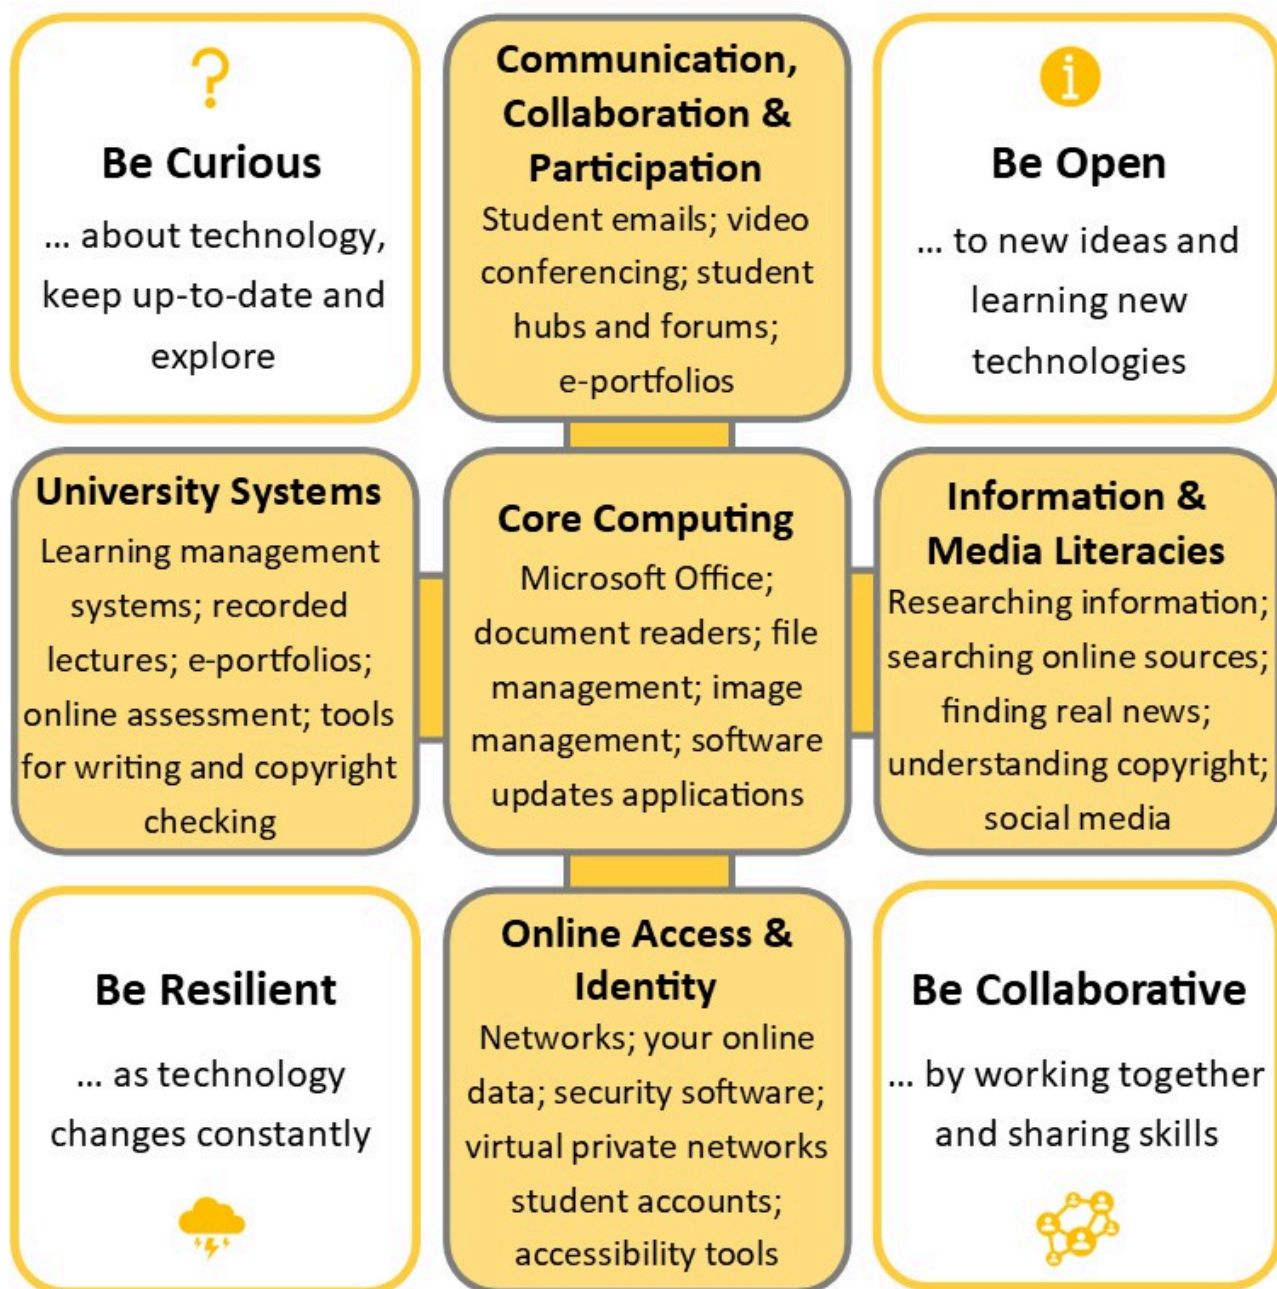 ?
Be Curious
... about technology,
keep up-to-date and
explore
Communication,
Collaboration &
Participation
Student emails; video
conferencing; student
hubs and forums;
e-portfolios
i
Be Open
... to new ideas and
learning new
technologies
University Systems
Learning management
systems; recorded
lectures; e-portfolios;
online assessment; tools
for writing and copyright
checking
Core Computing
Microsoft Office;
document readers; file
management; image
management; software
updates applications
Information &
Media Literacies
Researching information;
searching online sources;
finding real news;
understanding copyright;
social media
Be Resilient
... as technology
changes constantly
Online Access &
Identity
Networks; your online
data; security software;
virtual private networks
student accounts;
accessibility tools
Be Collaborative
... by working together
and sharing skills